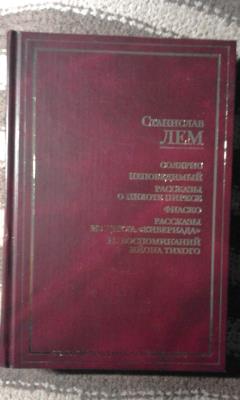 Станислав
ЛЕМ
СОЛЯРИС
НЕПОБЕДИМЫЙ
РАССКАЗЫ
О ПИЛОТЕ ПИРКСЕ
ФИАСКО
РАССКАЗЫ
ИЗ ЦИКЛА «КИБЕРИАДА»
ИЗ ВОСПОМИНАНИЙ
ИЙОНА ТИХОГО